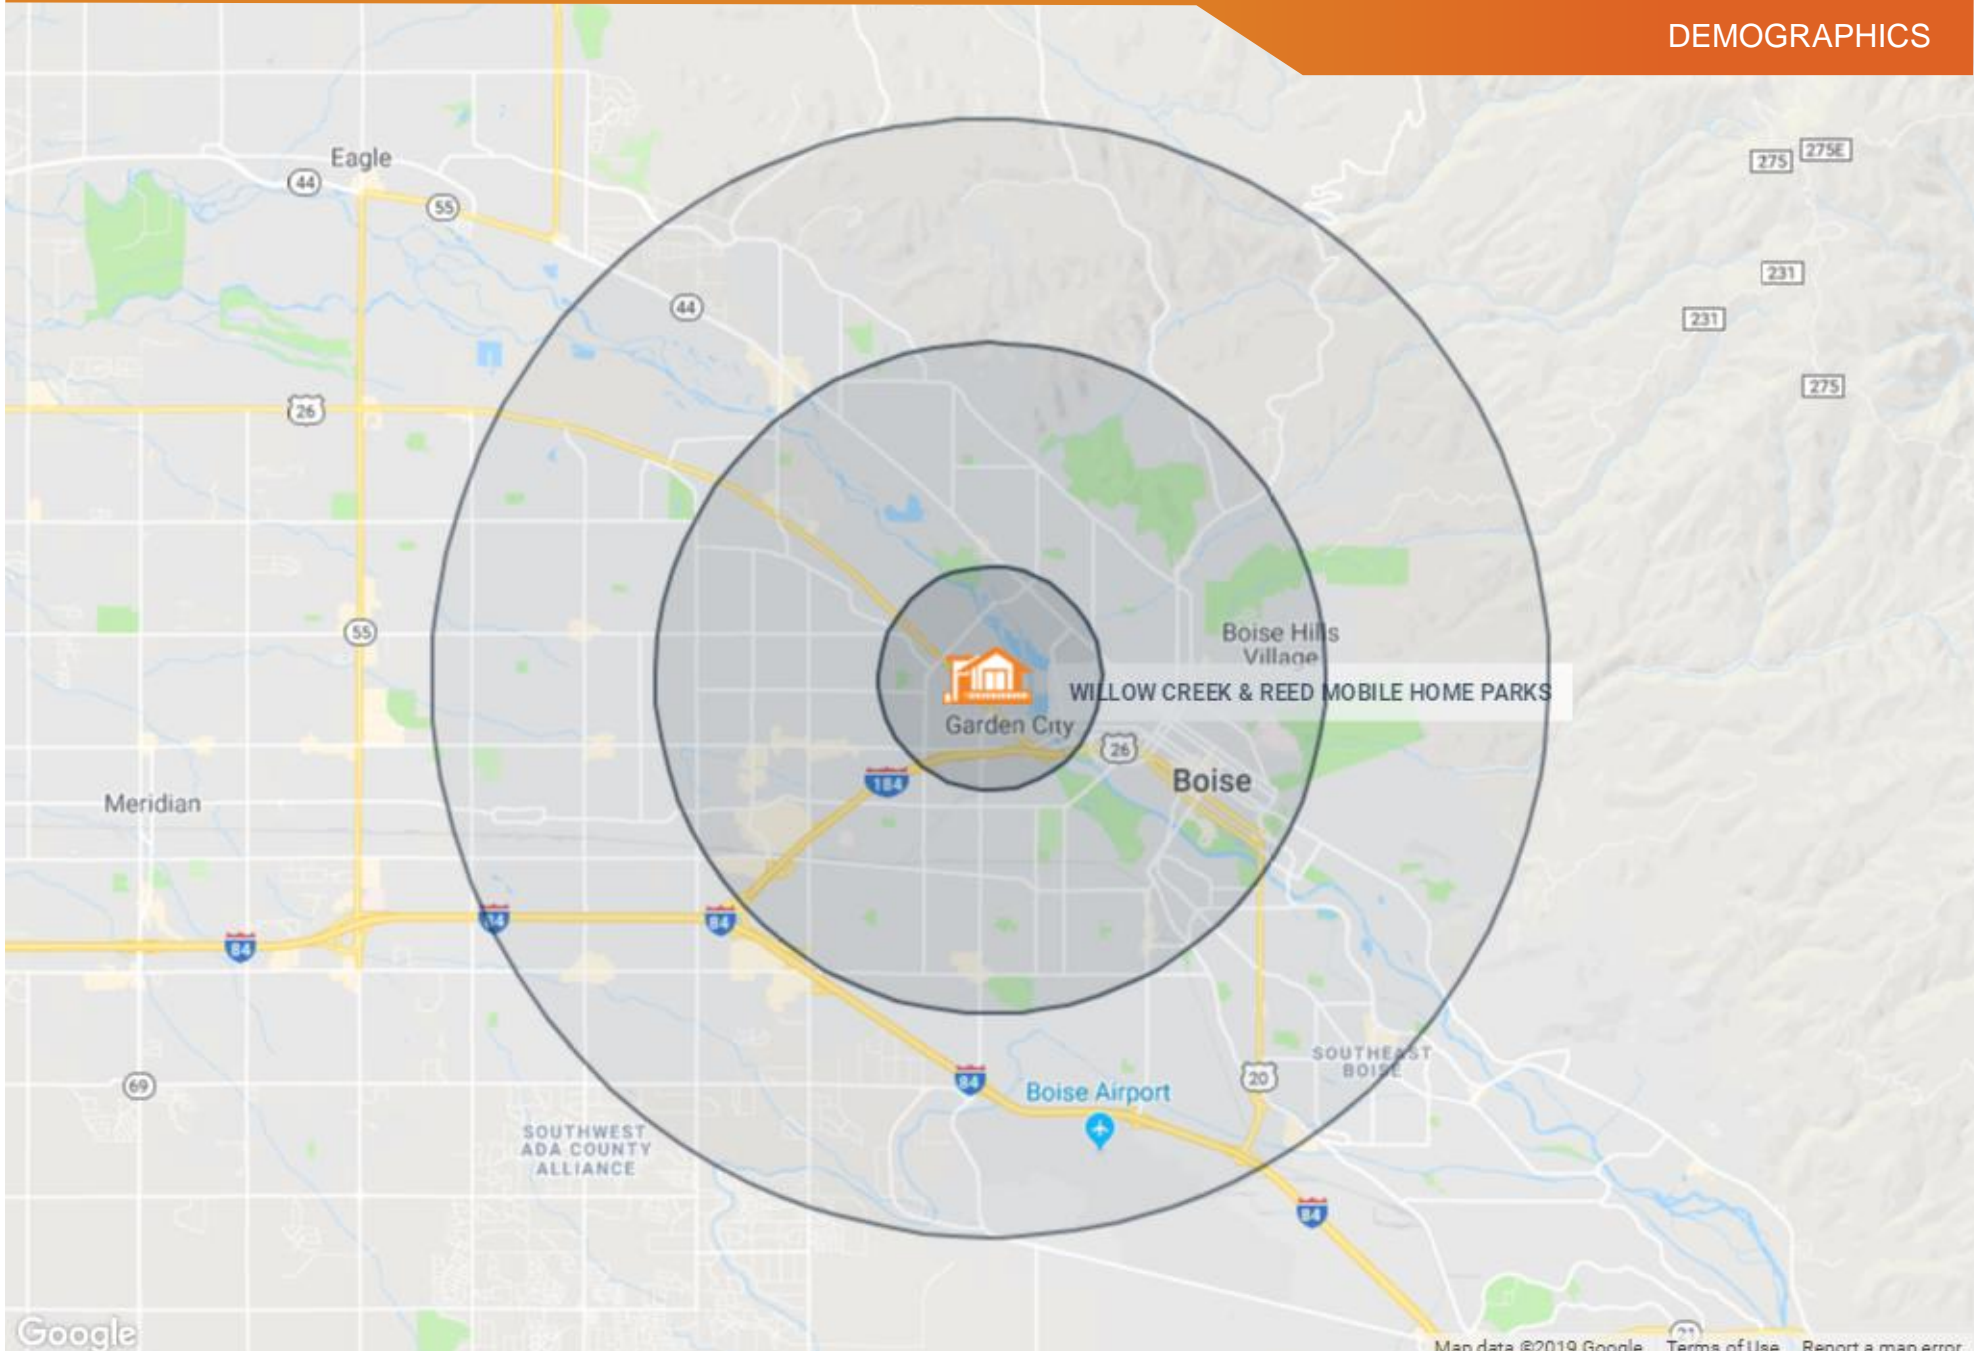 DEMOGRAPHICS
275
275E
Eagle
44
55
231
44
231
275
26
55
Boise Hills
Village
WILLOW CREEK & REED MOBILE HOME PARKS
Garden City
26
184
Boise
Meridian
84
84
84
SOUTHEAST
BOISE
84
20
69
Boise Airport
SOUTHWEST
ADA COUNTY
ALLIANCE
84
21
Google
Map data ©2019 Google
Terms of Use
Report a map error